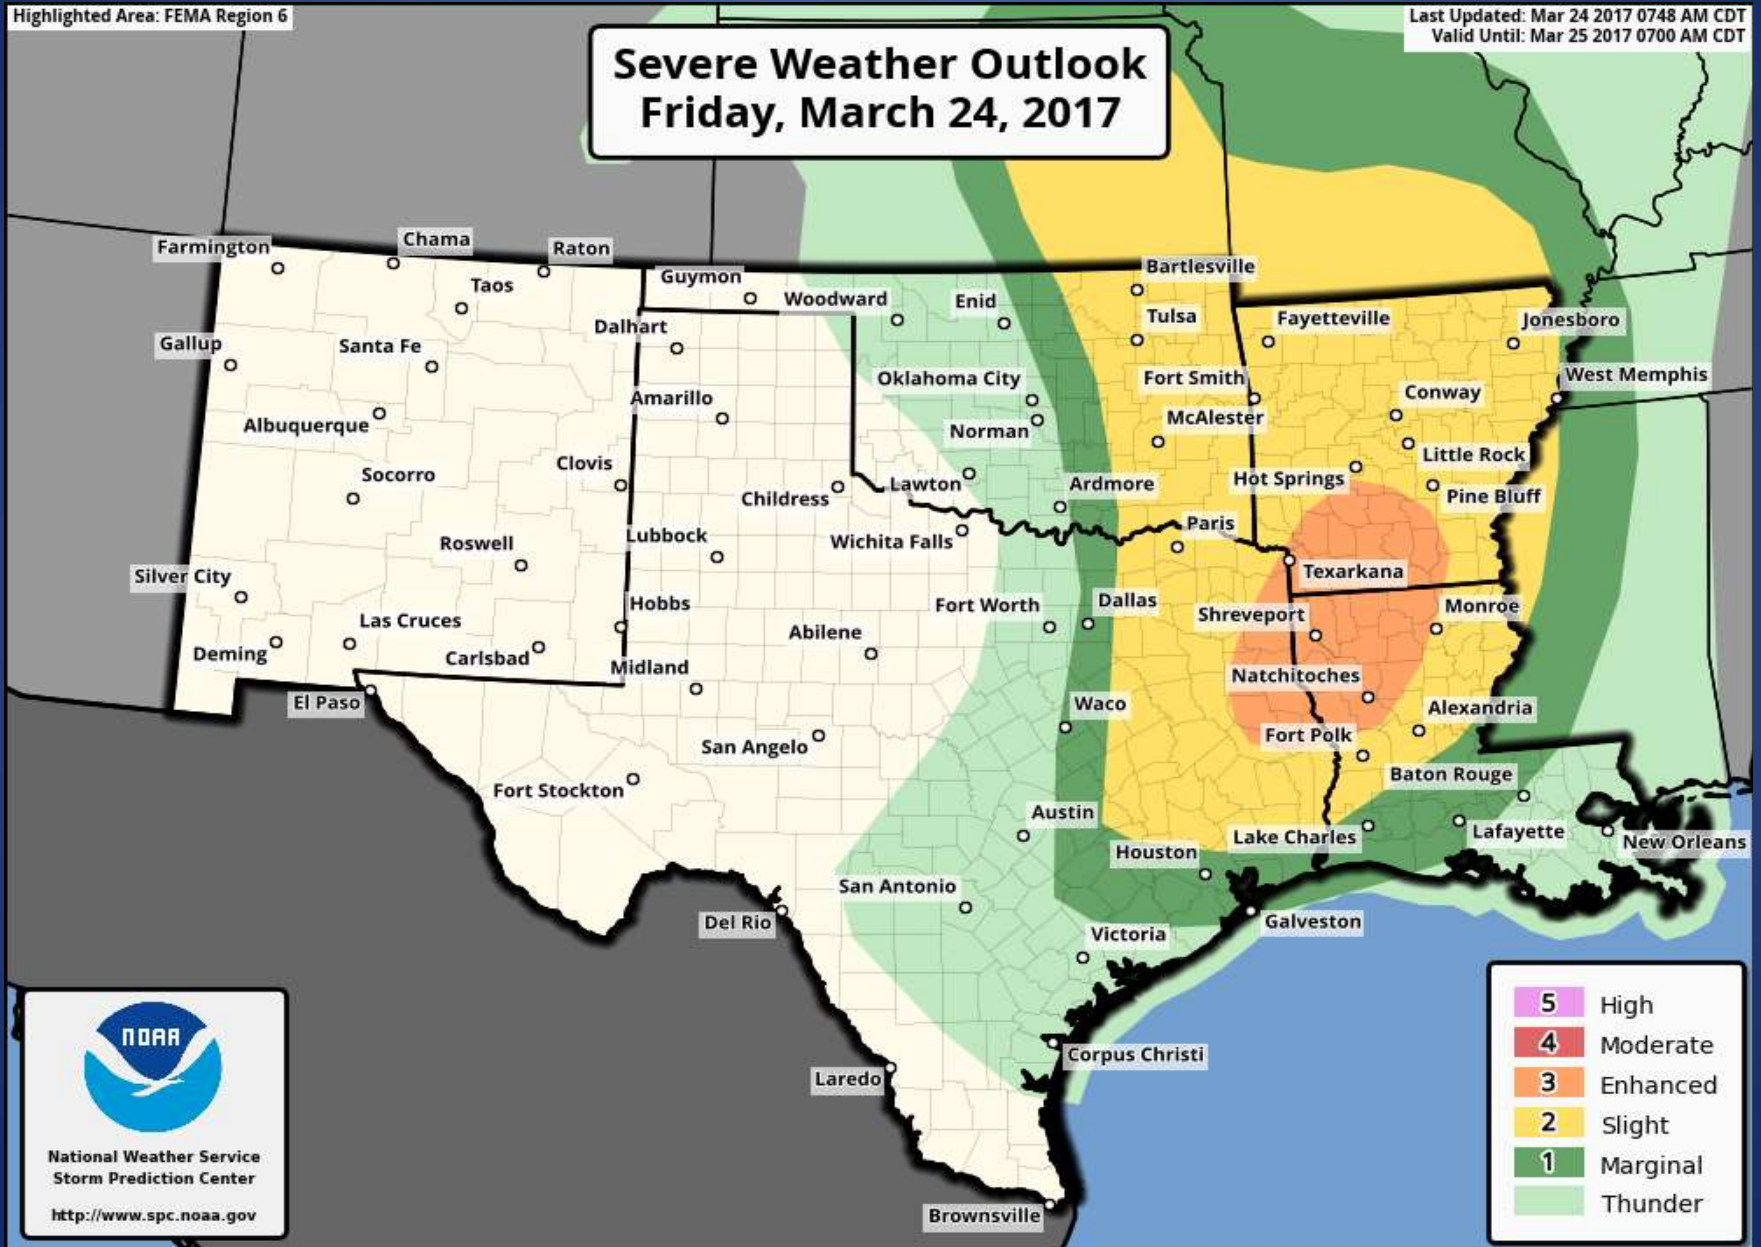 Highlighted Area: FEMA Region 6
Last Updated: Mar 24 2017 0748 AM CDT
Valid Until: Mar 25 2017 0700 AM CDT
Severe Weather Outlook
Friday, March 24, 2017
Farmington
Chama
Raton
Taos
Guymon
Woodward
Enid
Bartlesville
Tulsa
Fayetteville
Jonesboro
Gallup
Santa Fe
Dalhart
Oklahoma City
Fort Smith
West Memphis
Albuquerque
Amarillo
Norman
McAlester
Conway
Little Rock
Socorro
Clovis
Childress
Lawton
Ardmore
Hot Springs
Pine Bluff
Roswell
Lubbock
Wichita Falls
Paris
Texarkana
Silver City
Las Cruces
Hobbs
Abilene
Fort Worth
Dallas
Shreveport
Monroe
Deming
Carlsbad
Midland
Natchitoches
El Paso
San Angelo
Waco
Fort Polk
Alexandria
Fort Stockton
Baton Rouge
Austin
Houston
Lake Charles
Lafayette
New Orleans
San Antonio
Del Rio
Victoria
Galveston
Corpus Christi
Laredo
Brownsville
NOAA
National Weather Service
Storm Prediction Center
http://www.spc.noaa.gov
5 High
4 Moderate
3 Enhanced
2 Slight
1 Marginal
Thunder